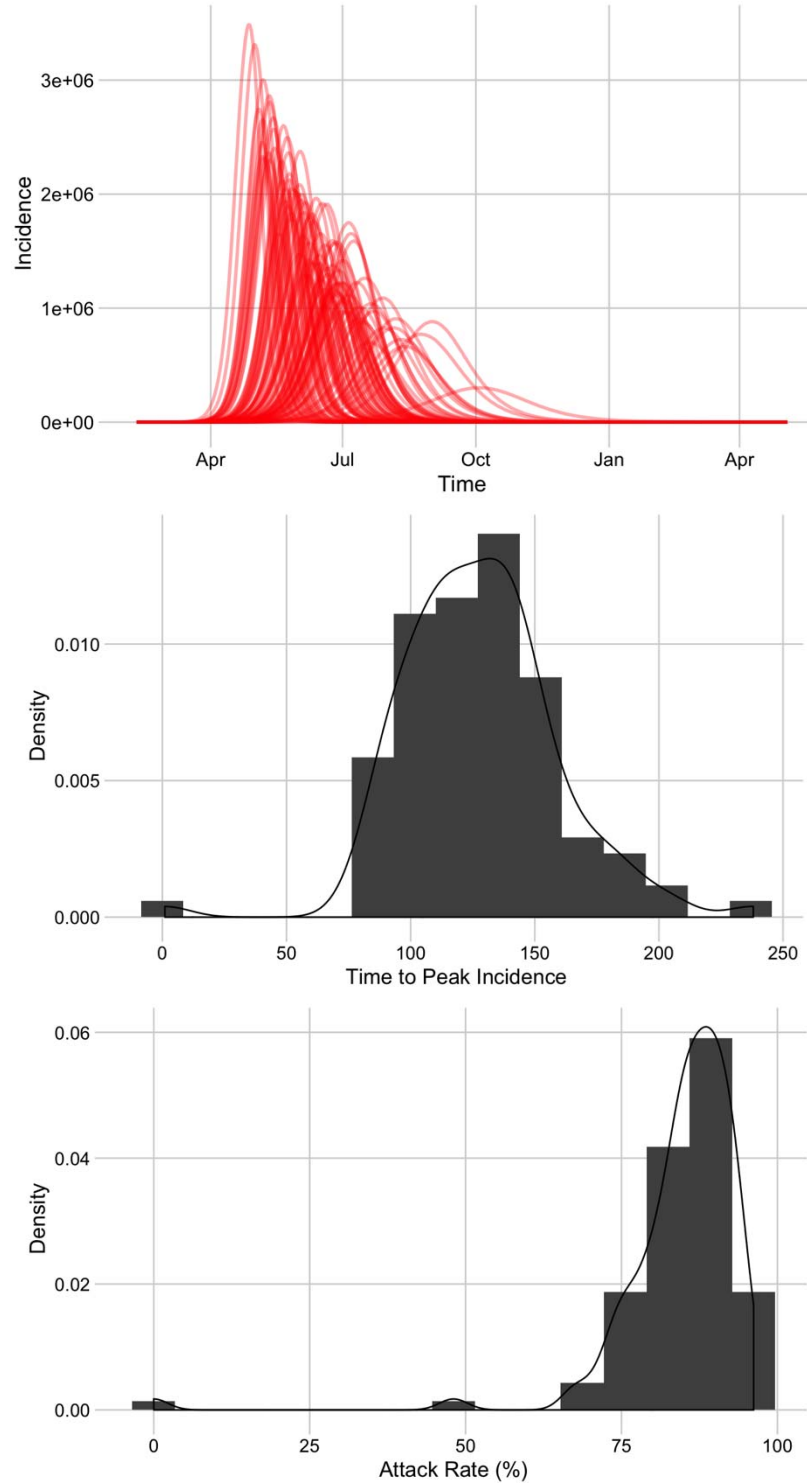 3e+06
2e+06
1e+06
0e+00
Incidence
Apr Jul Oct Jan Apr
Time
0.010
0.005
0.000
Density
0 50 100 150 200 250
Time to Peak Incidence
0.06
0.04
0.02
0.00
Density
0 25 50 75 100
Attack Rate (%)